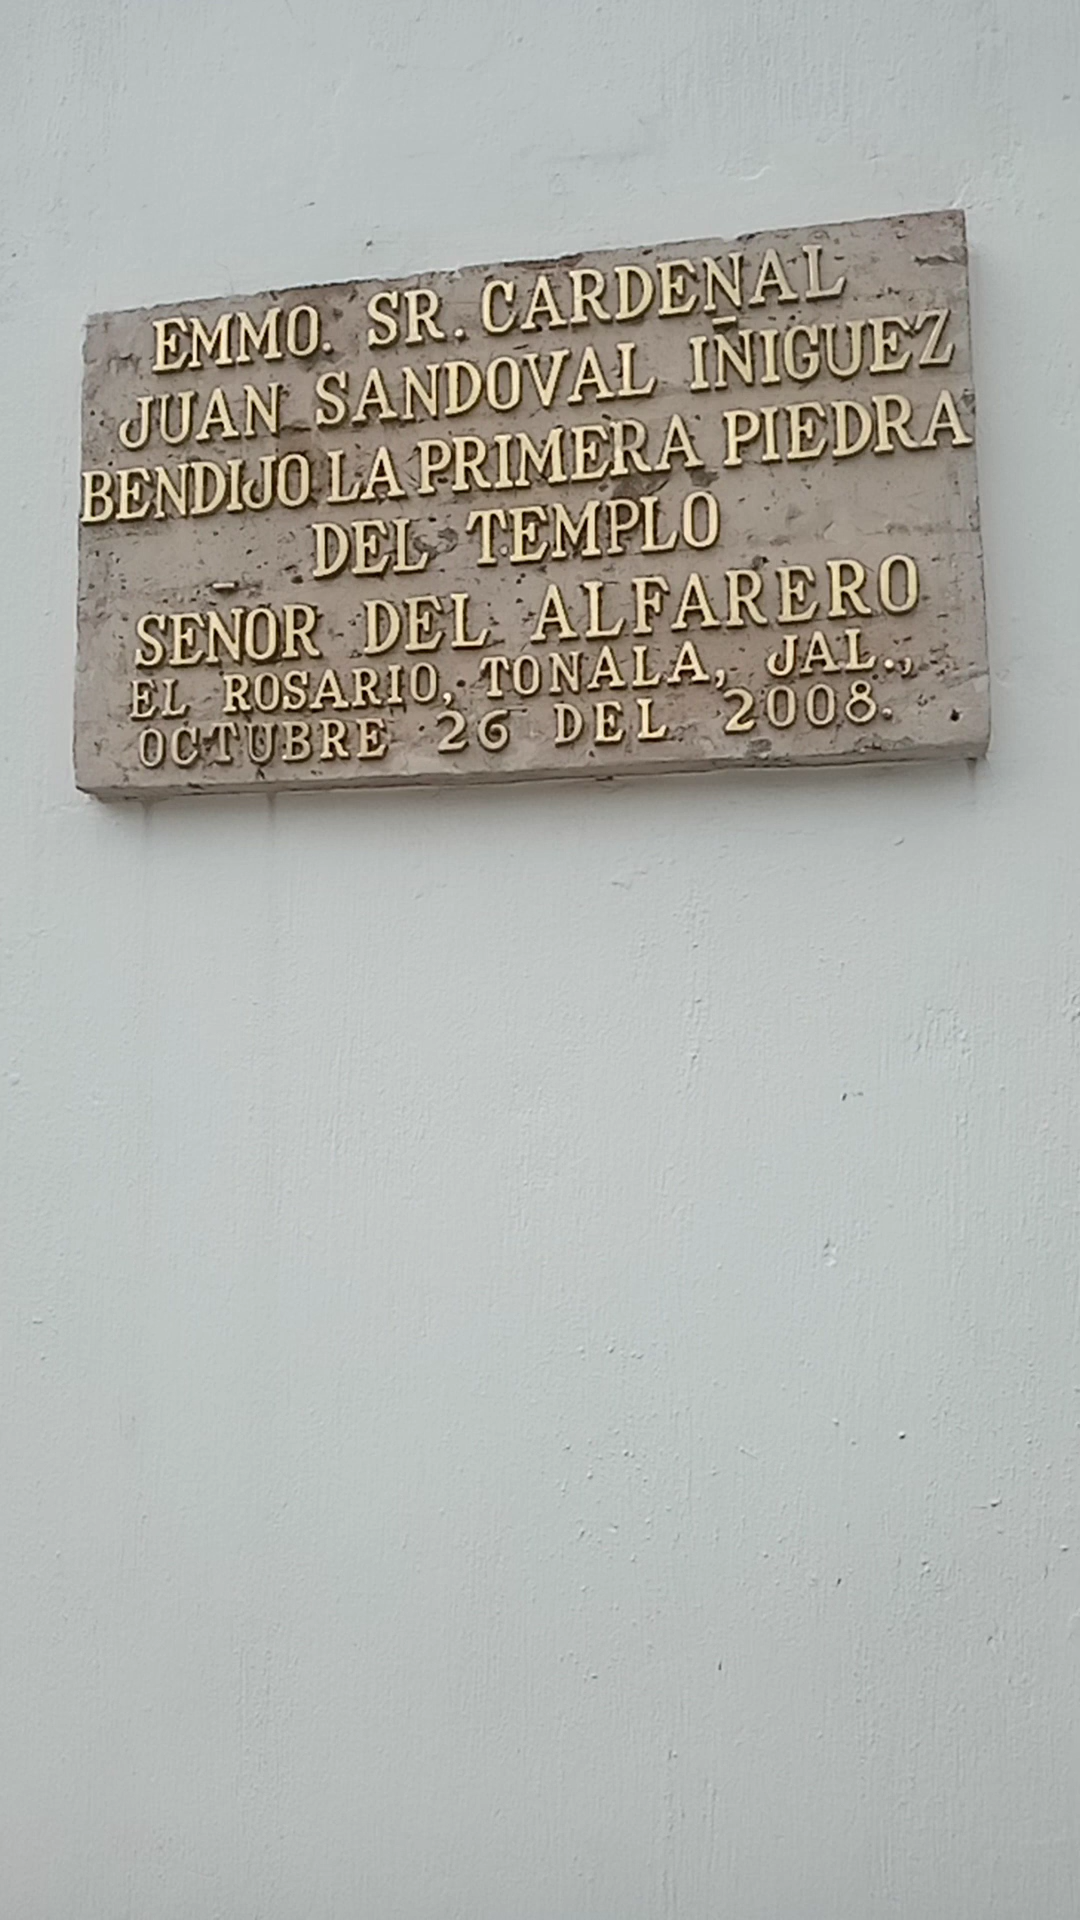 EMMO. SR. CARDENAL
JUAN SANDOVAL IÑIGUEZ
BENDIJO LA PRIMERA PIEDRA
DEL TEMPLO
SEÑOR DEL ALFARERO
EL ROSARIO, TONALA, JAL.,
OCTUBRE 26 DEL 2008.